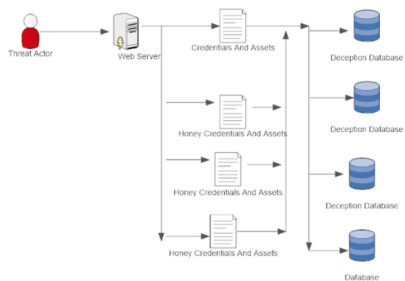 Threat Actor
Web Server
Credentials And Assets
Deception Database
Honey Credentials And Assets
Deception Database
Honey Credentials And Assets
Deception Database
Honey Credentials And Assets
Database